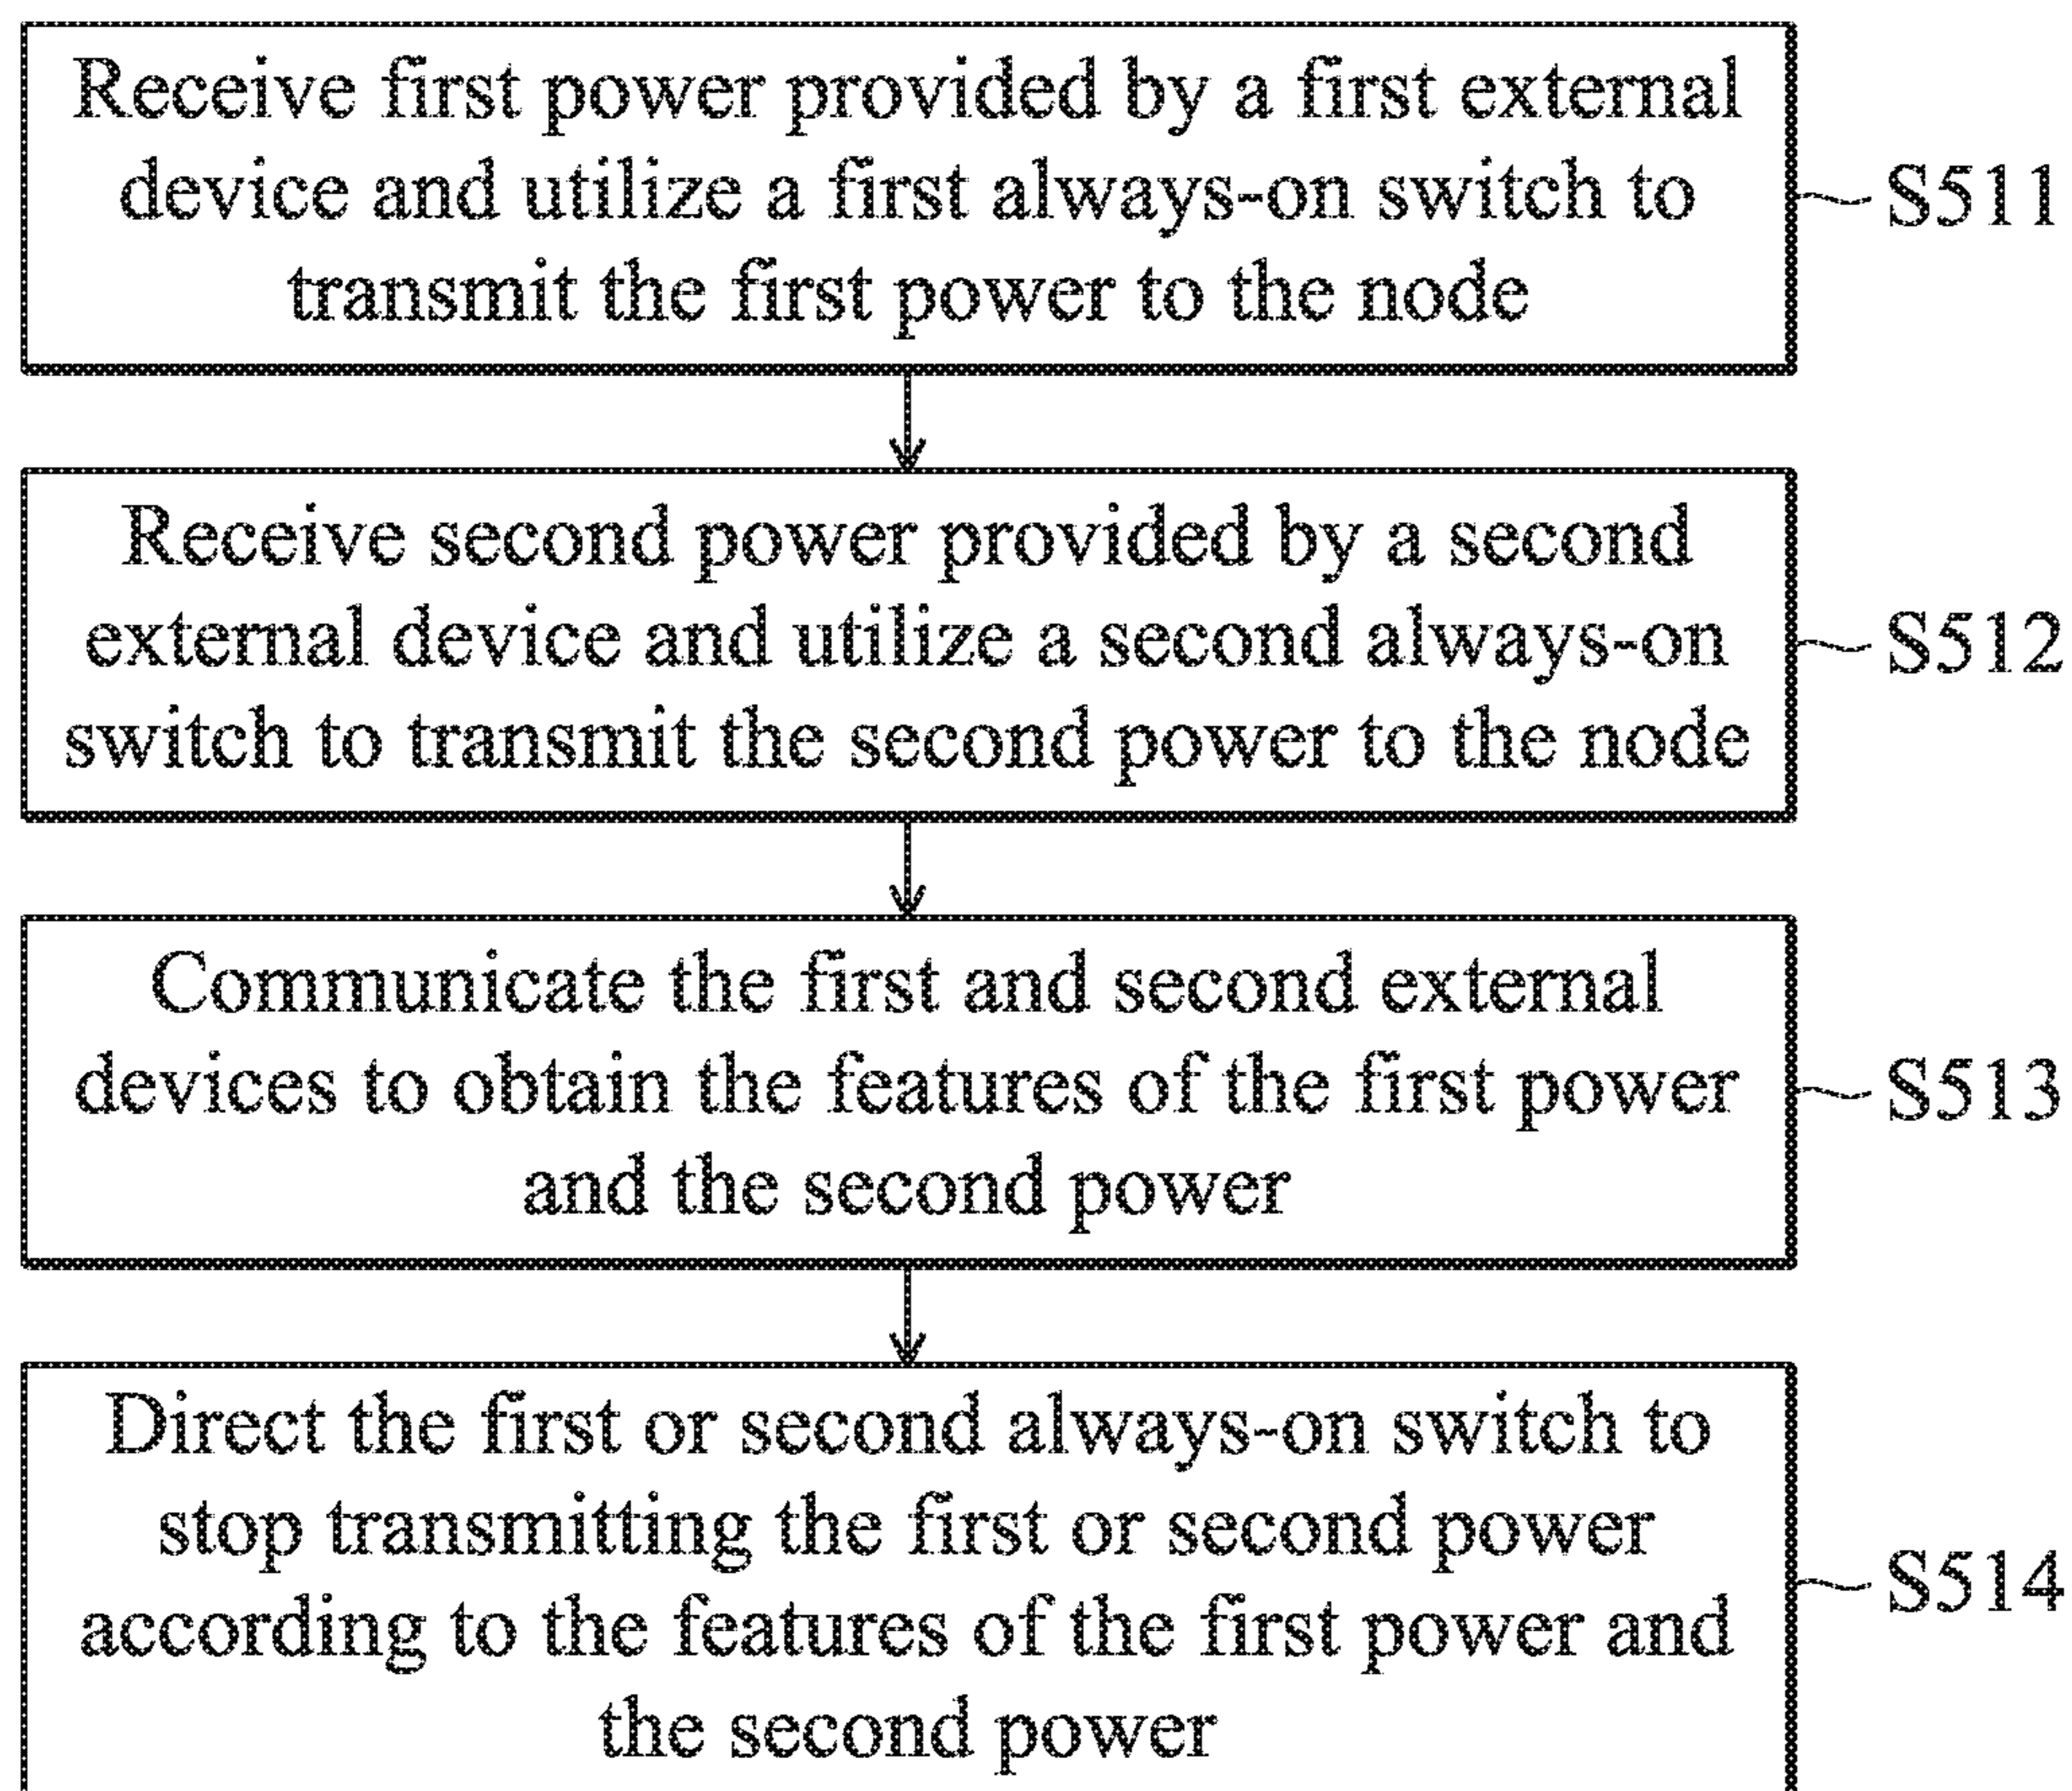 Receive first power provided by a first external
device and utilize a first always-on switch to
transmit the first power to the node
S511
Receive second power provided by a second
external device and utilize a second always-on
switch to transmit the second power to the node
S512
Communicate the first and second external
devices to obtain the features of the first power
and the second power
S513
Direct the first or second always-on switch to
stop transmitting the first or second power
according to the features of the first power and
the second power
S514